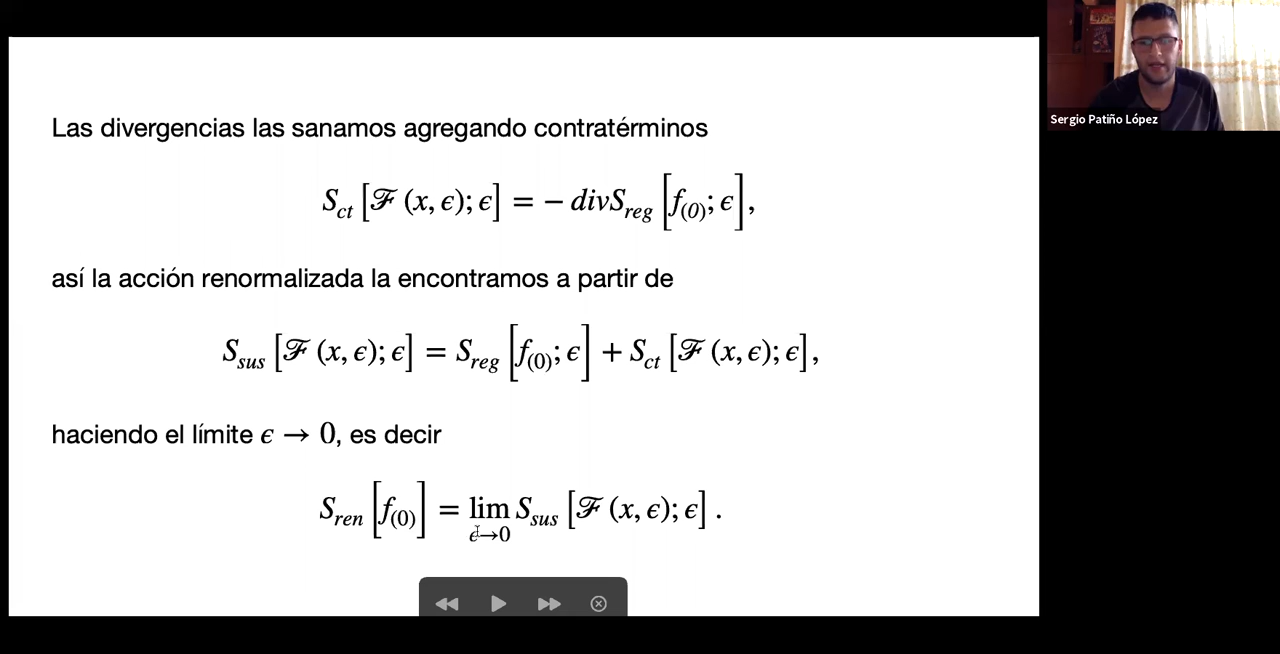 Las divergencias las sanamos agregando contratérminos
S_{ct} [ℱ (x, ϵ); ϵ] = − divS_{reg} [f_{(0)}; ϵ],
así la acción renormalizada la encontramos a partir de
S_{sus} [ℱ (x, ϵ); ϵ] = S_{reg} [f_{(0)}; ϵ] + S_{ct} [ℱ (x, ϵ); ϵ],
haciendo el límite ϵ → 0, es decir
S_{ren} [f_{(0)}] = lim_{ϵ→0} S_{sus} [ℱ (x, ϵ); ϵ] .
Sergio Patiño López